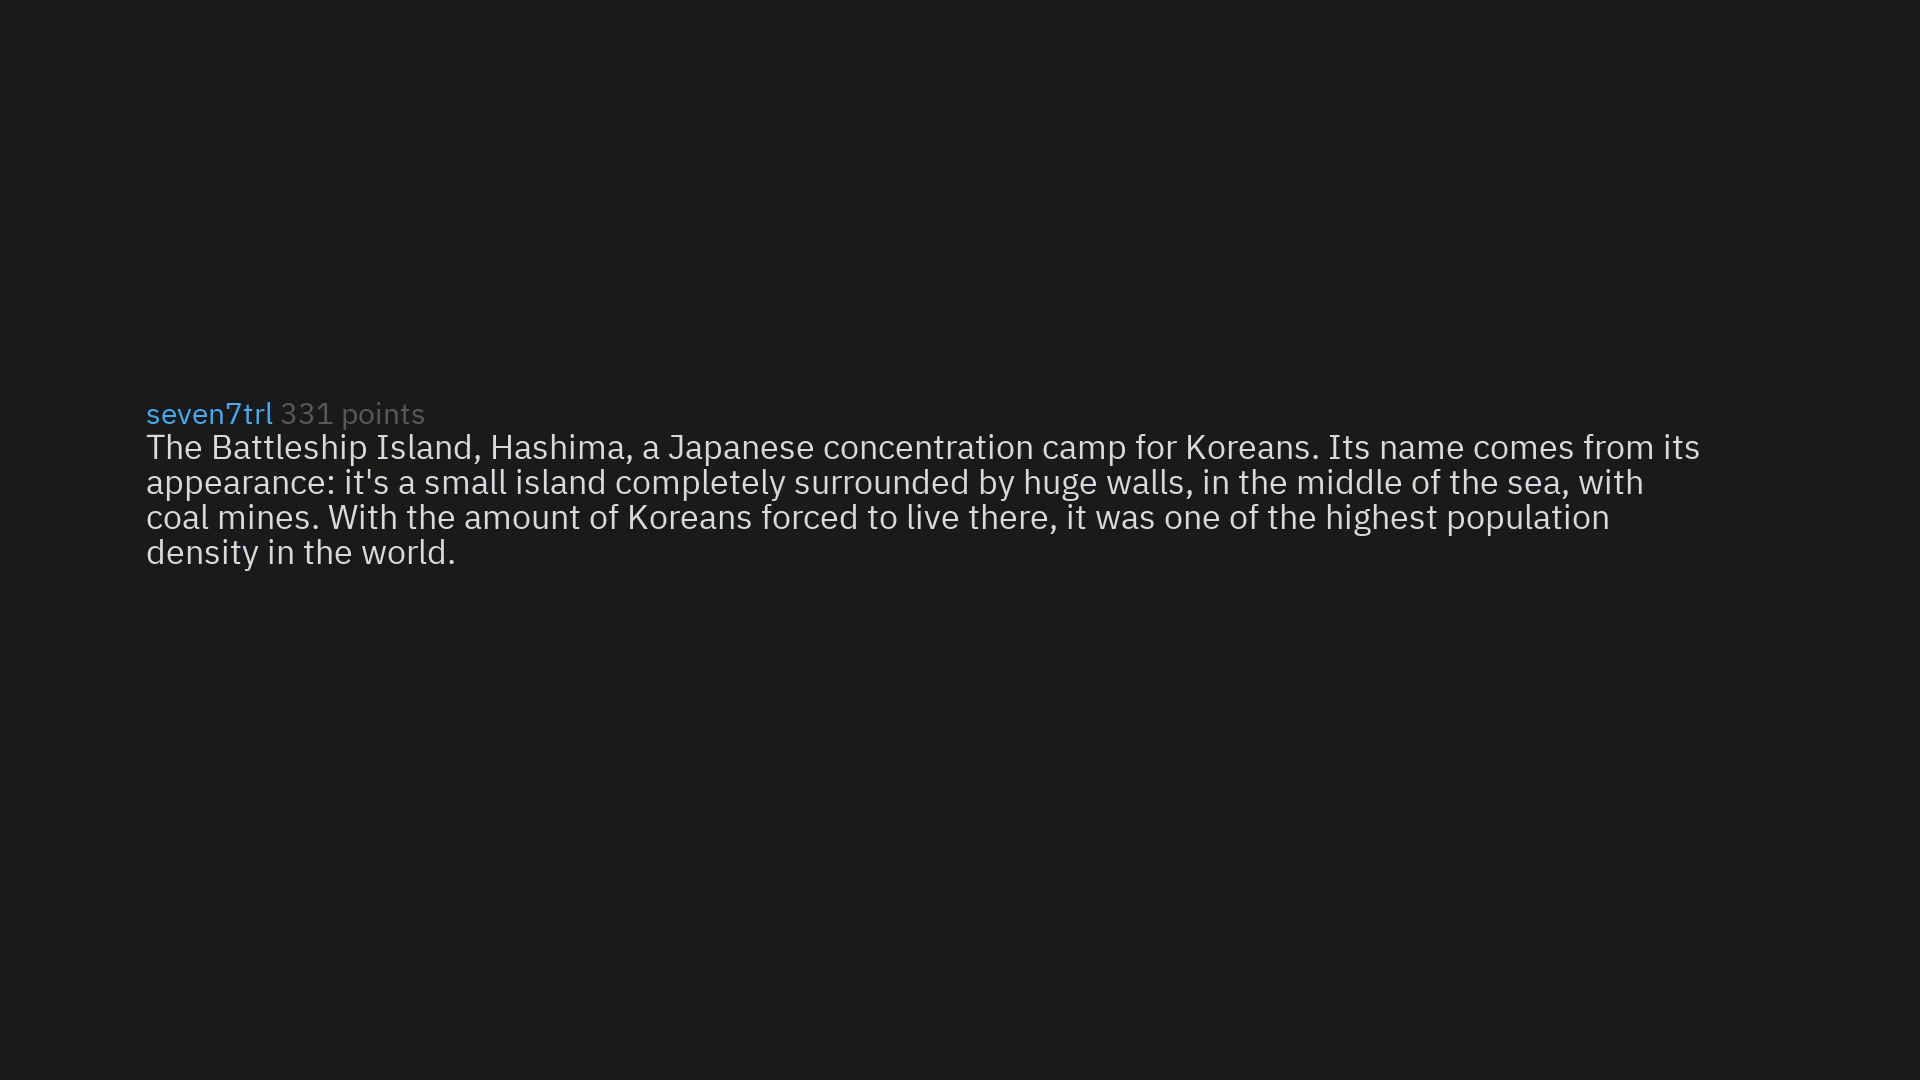 seven7trl 331 points
The Battleship Island, Hashima, a Japanese concentration camp for Koreans. Its name comes from its
appearance: it's a small island completely surrounded by huge walls, in the middle of the sea, with
coal mines. With the amount of Koreans forced to live there, it was one of the highest population
density in the world.